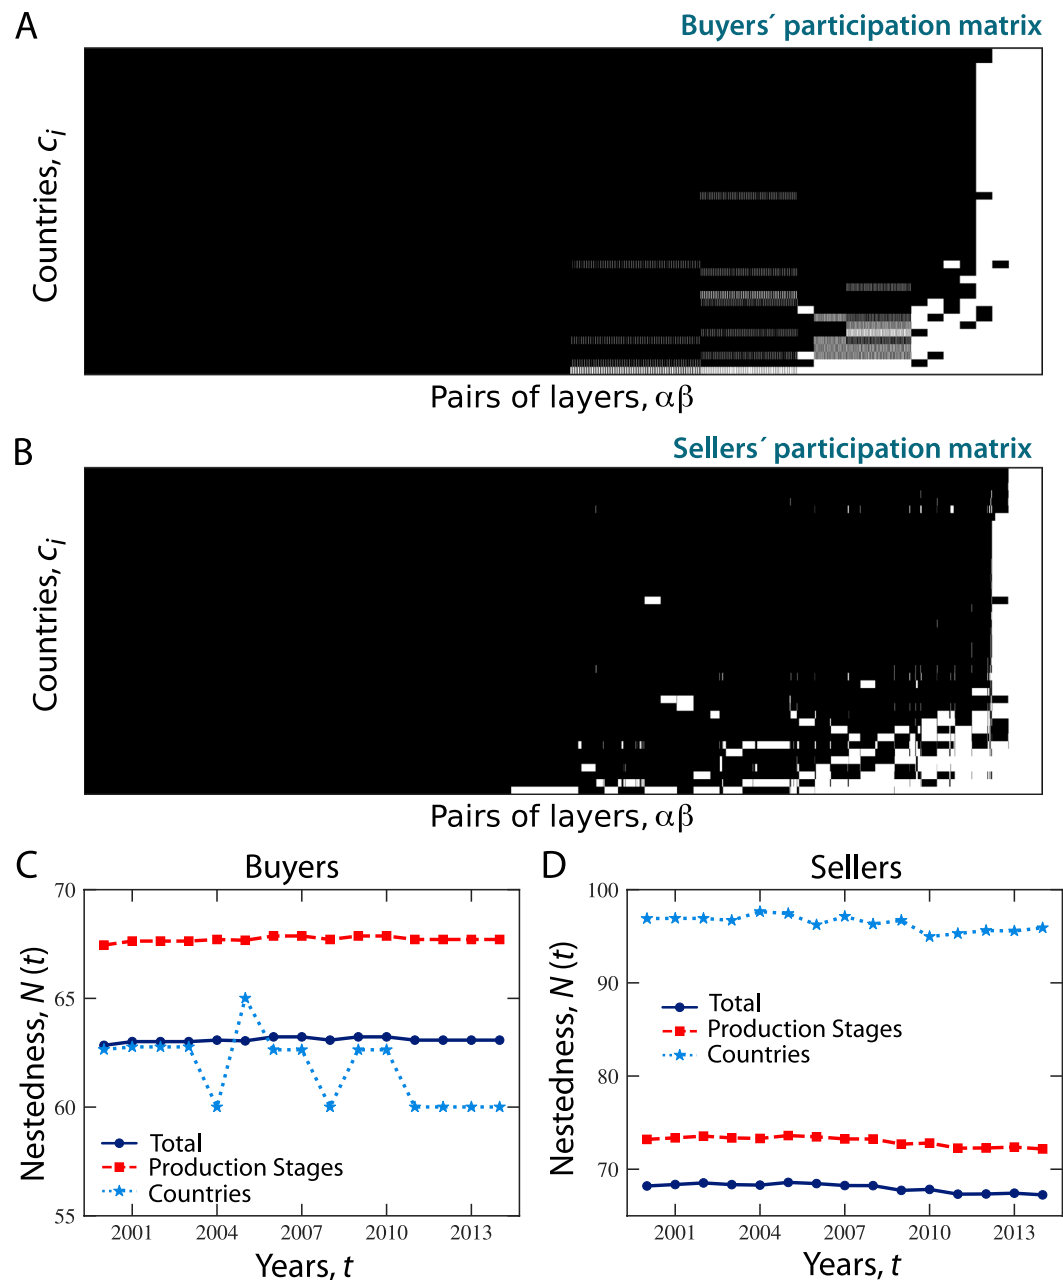 A
Buyers´ participation matrix
Countries, ci
Pairs of layers, αβ
B
Sellers´ participation matrix
Countries, ci
Pairs of layers, αβ
C
Buyers
Nestedness, N (t)
70
65
60
55
Total
Production Stages
Countries
2001 2004 2007 2010 2013
Years, t
D
Sellers
Nestedness, N (t)
100
90
80
70
Total
Production Stages
Countries
2001 2004 2007 2010 2013
Years, t